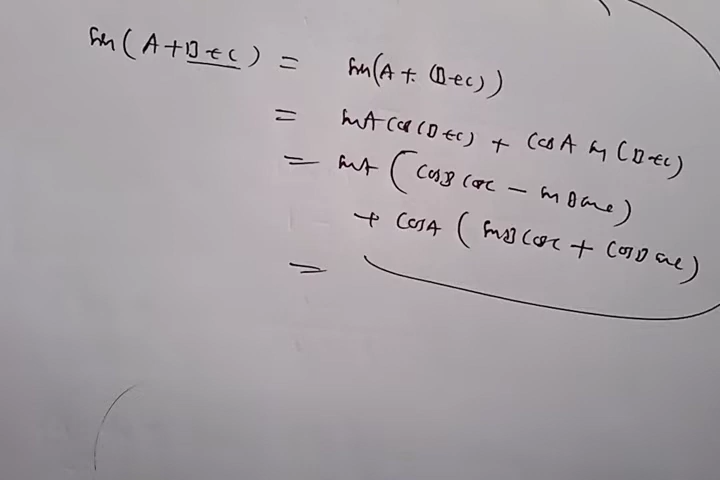 sin(A+B+C) = sin(A+(B+C))
= sinA cos(B+C) + cosA sin(B+C)
= sinA (cosB cosC - sinB sinC)
+ cosA (sinB cosC + cosB sinC)
=